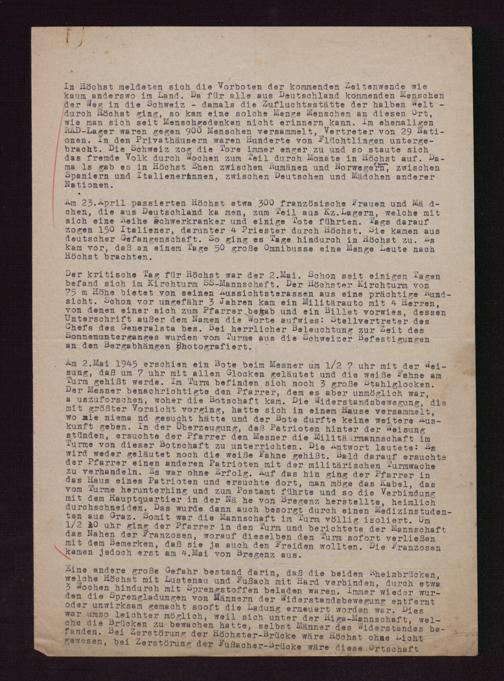 In Höchst meldeten sich die Vorboten der kommenden Zeitenwende wie
kaum anderswo im Land. Da für alle aus Deutschland kommenden Menschen
der Weg in die Schweiz - damals die Zufluchtsstätte der halben Welt -
durch Höchst ging, so kam eine solche Menge Menschen an diesen Ort,
wie man sich seit Menschgedenken nicht erinnern kann. Im ehemaligen
RAD-Lager waren gegen 900 Menschen versammelt, Vertreter von 29 Nati-
onen. In den Privathäusern waren Hunderte von Flüchtlingen unterge-
bracht. Die Schweiz zog die Tore immer enger zu und so staute sich
das fremde Volk durch Wochen zum Teil durch Monate in Höchst auf. Da-
ma ls gab es in Höchst Ehen zwischen Rumänen und Norwegern, zwischen
Spaniern und Italienerinnen, zwischen Deutschen und Mädchen anderer
Nationen.
Am 23.April passierten Höchst etwa 300 französische Frauen und Mä d-
chen, die aus Deutschland ka men, zum Teil aus Kz.Lagern, welche mit
sich eine Reihe Schwerkranker und einige Tote führten. Tags darauf
zogen 150 Italiener, darunter 4 Priester durch Höchst. Die kamen aus
deutscher Gefangenschaft. So ging es Tage hindurch in Höchst zu. Es
kam vor, daß an einem Tage 50 große Omnibusse eine Menge Leute nach
Höchst brachten.
Der kritische Tag für Höchst war der 2.Mai. Schon seit einigen Tagen
befand sich im Kirchturm SS-Mannschaft. Der Höchster Kirchturm von
75 m Höhe bietet von seinen Aussichtsterassen aus eine prächtige Rund-
sicht. Schon vor ungefähr 3 Jahren kam ein Militärauto mit 4 Herren,
von denen einer sich zum Pfarrer begab und ein Billet vorwies, dessen
Unterschrift außer dem Namen die Worte aufwies: Stellvertreter des
Chefs des Generalsta bes. Bei herrlicher Beleuchtung zur Zeit des
Sonnenunterganges wurden vom Turme aus die Schweizer Befestigungen
an den Bergabhängen photografiert.
Am 2.Mai 1945 erschien ein Bote beim Mesner um 1/2 7 uhr mit der Wei-
sung, daß um 7 uhr mit allen Glocken geläutet und die weiße Fahne am
Turm gehißt werde. Im Turm befinden sich noch 3 große Stahlglocken.
Der Mesner benachrichtigte den Pfarrer, dem es aber unmöglich war,
a uszuforschen, woher die Botschaft kam. Die Widerstandsbewegung, die
mit größter Vorsicht vorging, hatte sich in einem Hause versammelt,
wo sie niema nd gesucht hätte und der Bote durfte keine weitere Aus-
kunft geben. In der Überzeugung, daß Patrioten hinter der Weisung
stünden, ersuchte der Pfarrer den Mesner die Militärmannschaft im
Turme von dieser Botschaft zu unterrichten. Die Antwort lautete: Es
wird weder geläutet noch die weiße Fahne gehißt. Bald darauf ersuchte
der Pfarrer einen anderen Patrioten mit der militärischen Turmwache
zu verhandeln. Es war ohne Erfolg. Auf das hin ging der Pfarrer in
das Haus eines Patrioten und ersuchte dort, man möge das Kabel, das
vom Turme herunterhing und zum Postamt führte und so die Verbindung
mit dem Hauptquartier in der Nä he von Bregenz herstellte, heimlich
durchschneiden. Das wurde dann auch besorgt durch einen Medizinstuden-
ten aus Graz. Somit war die Mannschaft im Turm völlig isoliert. Um
1/2 10 uhr ging der Pfarrer in den Turm und berichtete der Mannschaft
das Nahen der Franzosen, worauf dieselben den Turm sofort verließen
mit dem Bemerken, daß sie ja auch den Frieden wollten. Die Franzosen
kamen jedoch erst am 4.Mai von Bregenz aus.
Eine andere große Gefahr bestand darin, daß die beiden Rheinbrücken,
welche Höchst mit Lustenau und Fußach mit Hard verbinden, durch etwa
3 Wochen hindurch mit Sprengstoffen beladen waren. Immer wieder wur-
den die Sprengladungen von Männern der Widerstandsbewegung entfernt
oder unwirksam gemacht sooft die Ladung erneuert worden war. Dies
war umso leichter möglich, weil sich unter der Higa-Mannschaft, wel-
che die Brücken zu bewachen hatte, selbst Männer des Widerstandes be-
fanden. Bei Zerstörung der Höchster-Brücke wäre Höchst ohne Licht
gewesen, bei Zerstörung der Fußacher-Brücke wäre diese Ortschaft